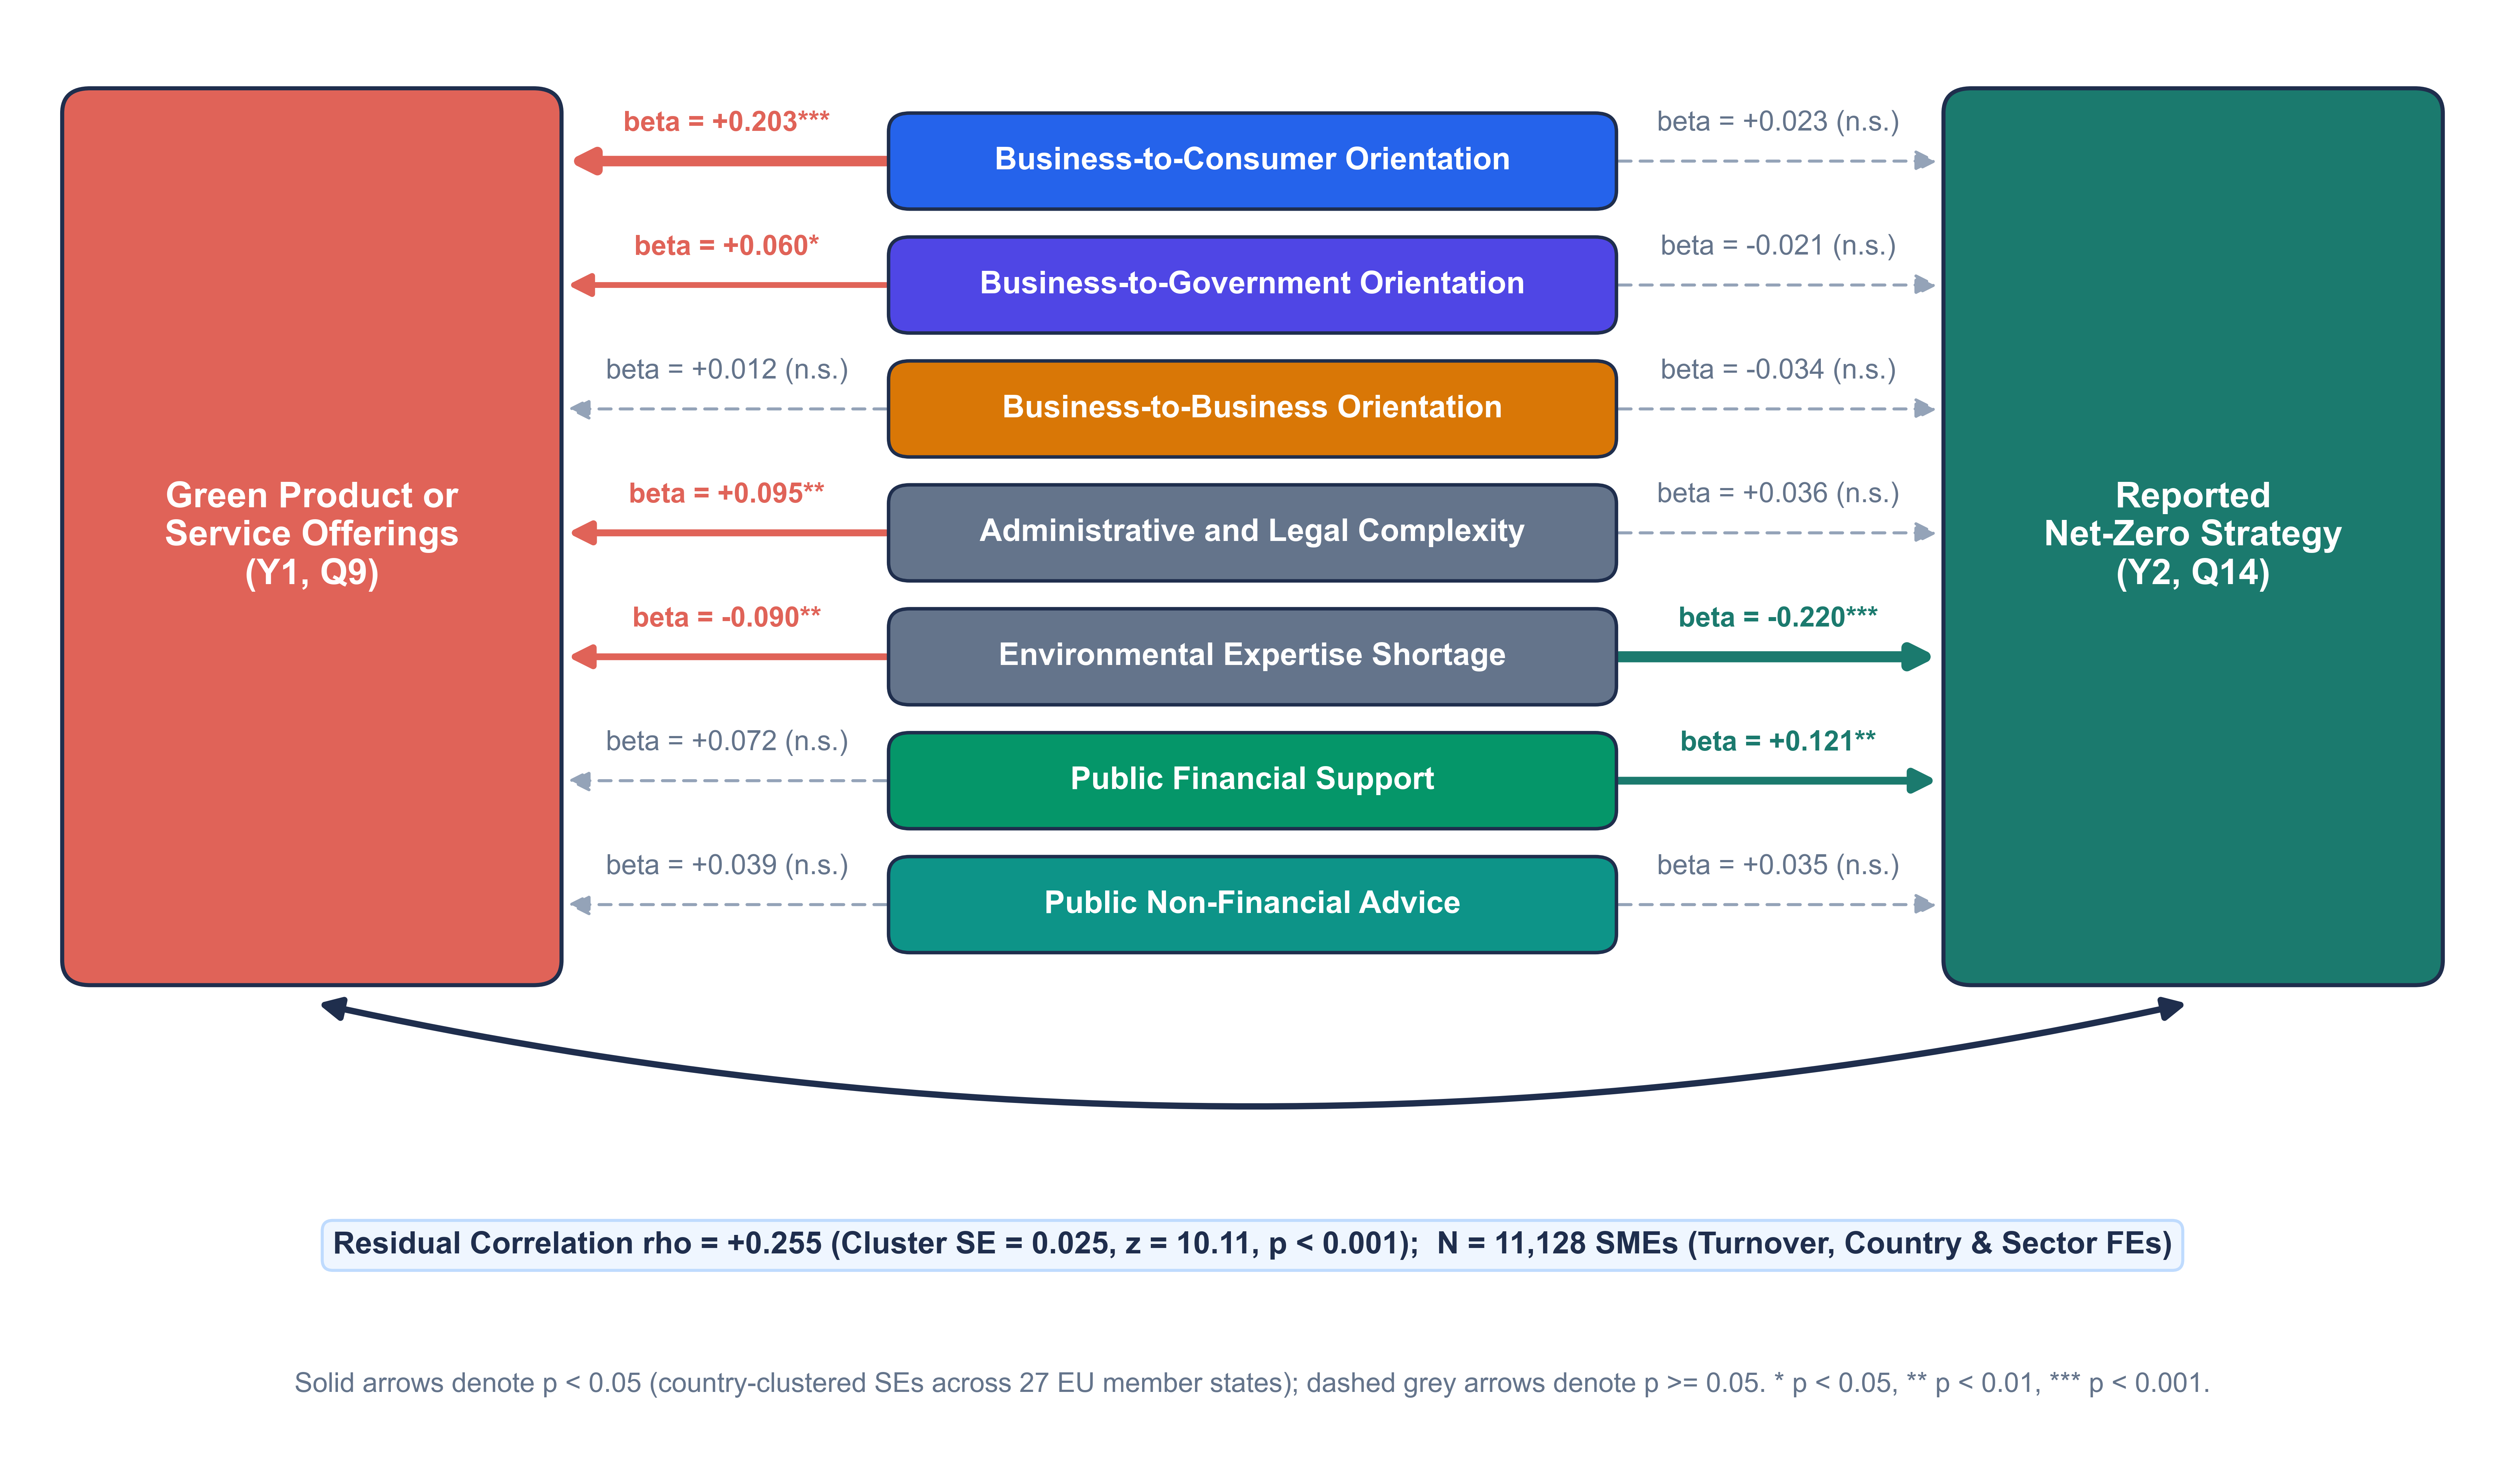 beta = +0.203***
Business-to-Consumer Orientation
beta = +0.023 (n.s.)
beta = +0.060*
Business-to-Government Orientation
beta = -0.021 (n.s.)
beta = +0.012 (n.s.)
Business-to-Business Orientation
beta = -0.034 (n.s.)
Green Product or
Service Offerings
(Y1, Q9)
beta = +0.095**
Administrative and Legal Complexity
beta = +0.036 (n.s.)
Reported
Net-Zero Strategy
(Y2, Q14)
beta = -0.090**
Environmental Expertise Shortage
beta = -0.220***
beta = +0.072 (n.s.)
Public Financial Support
beta = +0.121**
beta = +0.039 (n.s.)
Public Non-Financial Advice
beta = +0.035 (n.s.)
Residual Correlation rho = +0.255 (Cluster SE = 0.025, z = 10.11, p < 0.001);  N = 11,128 SMEs (Turnover, Country & Sector FEs)
Solid arrows denote p < 0.05 (country-clustered SEs across 27 EU member states); dashed grey arrows denote p >= 0.05. * p < 0.05, ** p < 0.01, *** p < 0.001.